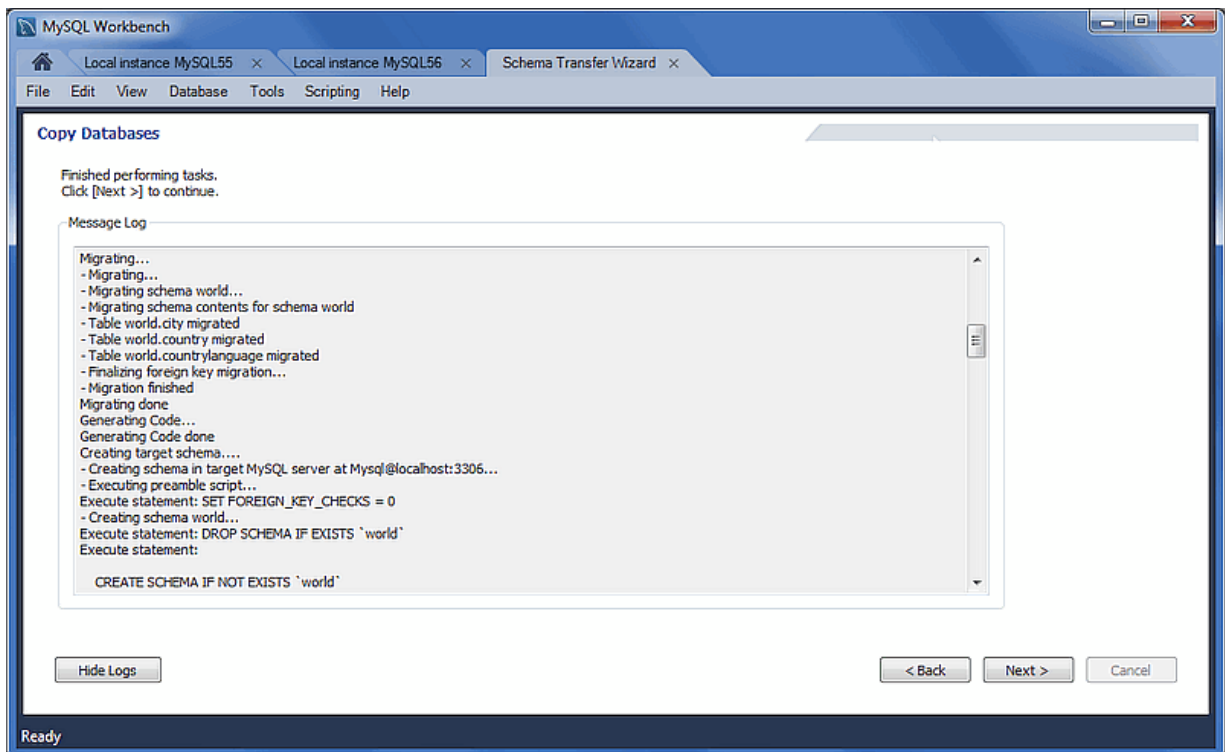 MySQL Workbench
Local instance MySQL55 × Local instance MySQL56 × Schema Transfer Wizard ×
File Edit View Database Tools Scripting Help
Copy Databases
Finished performing tasks.
Click [Next >] to continue.
Message Log
Migrating...
- Migrating...
- Migrating schema world...
- Migrating schema contents for schema world
- Table world.city migrated
- Table world.country migrated
- Table world.countrylanguage migrated
- Finalizing foreign key migration...
- Migration finished
Migrating done
Generating Code...
Generating Code done
Creating target schema....
- Creating schema in target MySQL server at Mysql@localhost:3306...
- Executing preamble script...
Execute statement: SET FOREIGN_KEY_CHECKS = 0
- Creating schema world...
Execute statement: DROP SCHEMA IF EXISTS `world`
Execute statement:
CREATE SCHEMA IF NOT EXISTS `world`
Hide Logs < Back Next > Cancel
Ready